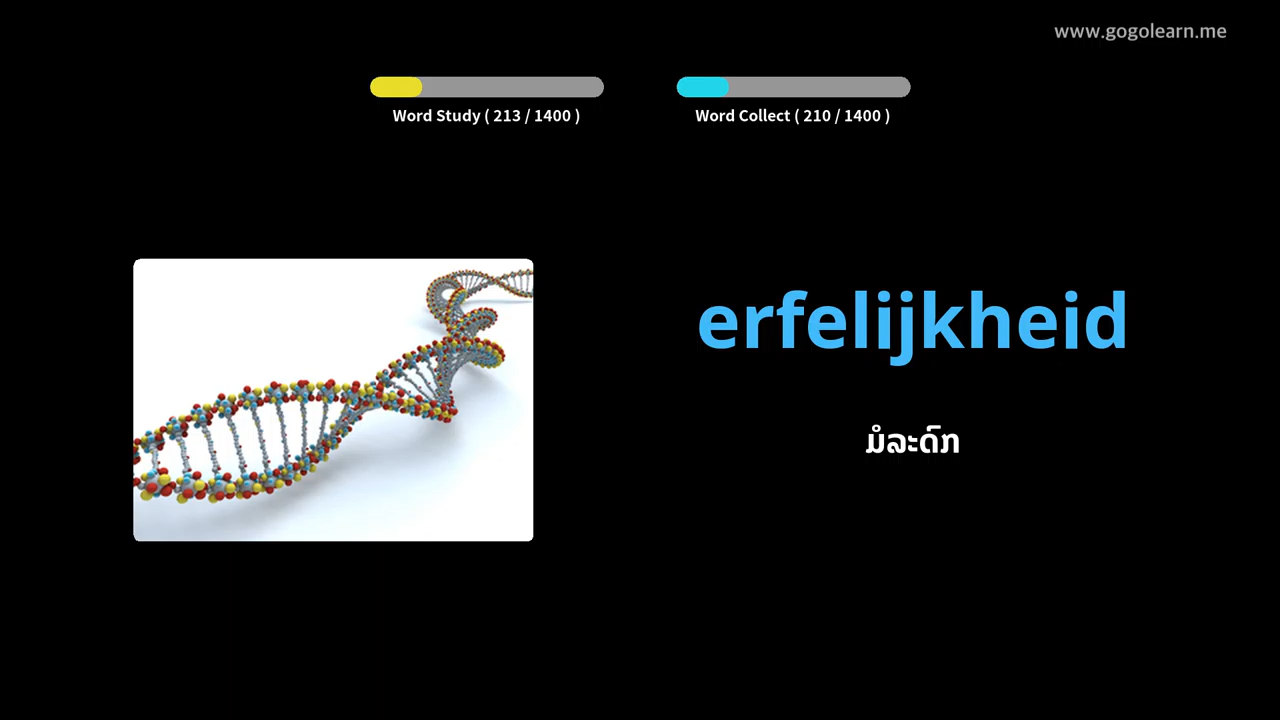 www.gogolearn.me
Word Study ( 213 / 1400 )
Word Collect ( 210 / 1400 )
erfelijkheid
ມໍລະດົກ